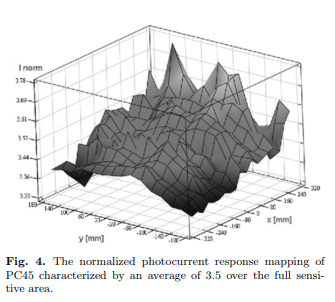 I norm
3.78
3.69
3.61
3.53
3.44
3.36
3.28
180 140 100 60 20 -20 -60 -100 -140 -180
y [mm]
-320 -240 -160 -80 0 80 160 240 320
x [mm]
Fig. 4. The normalized photocurrent response mapping of
PC45 characterized by an average of 3.5 over the full sensi-
tive area.